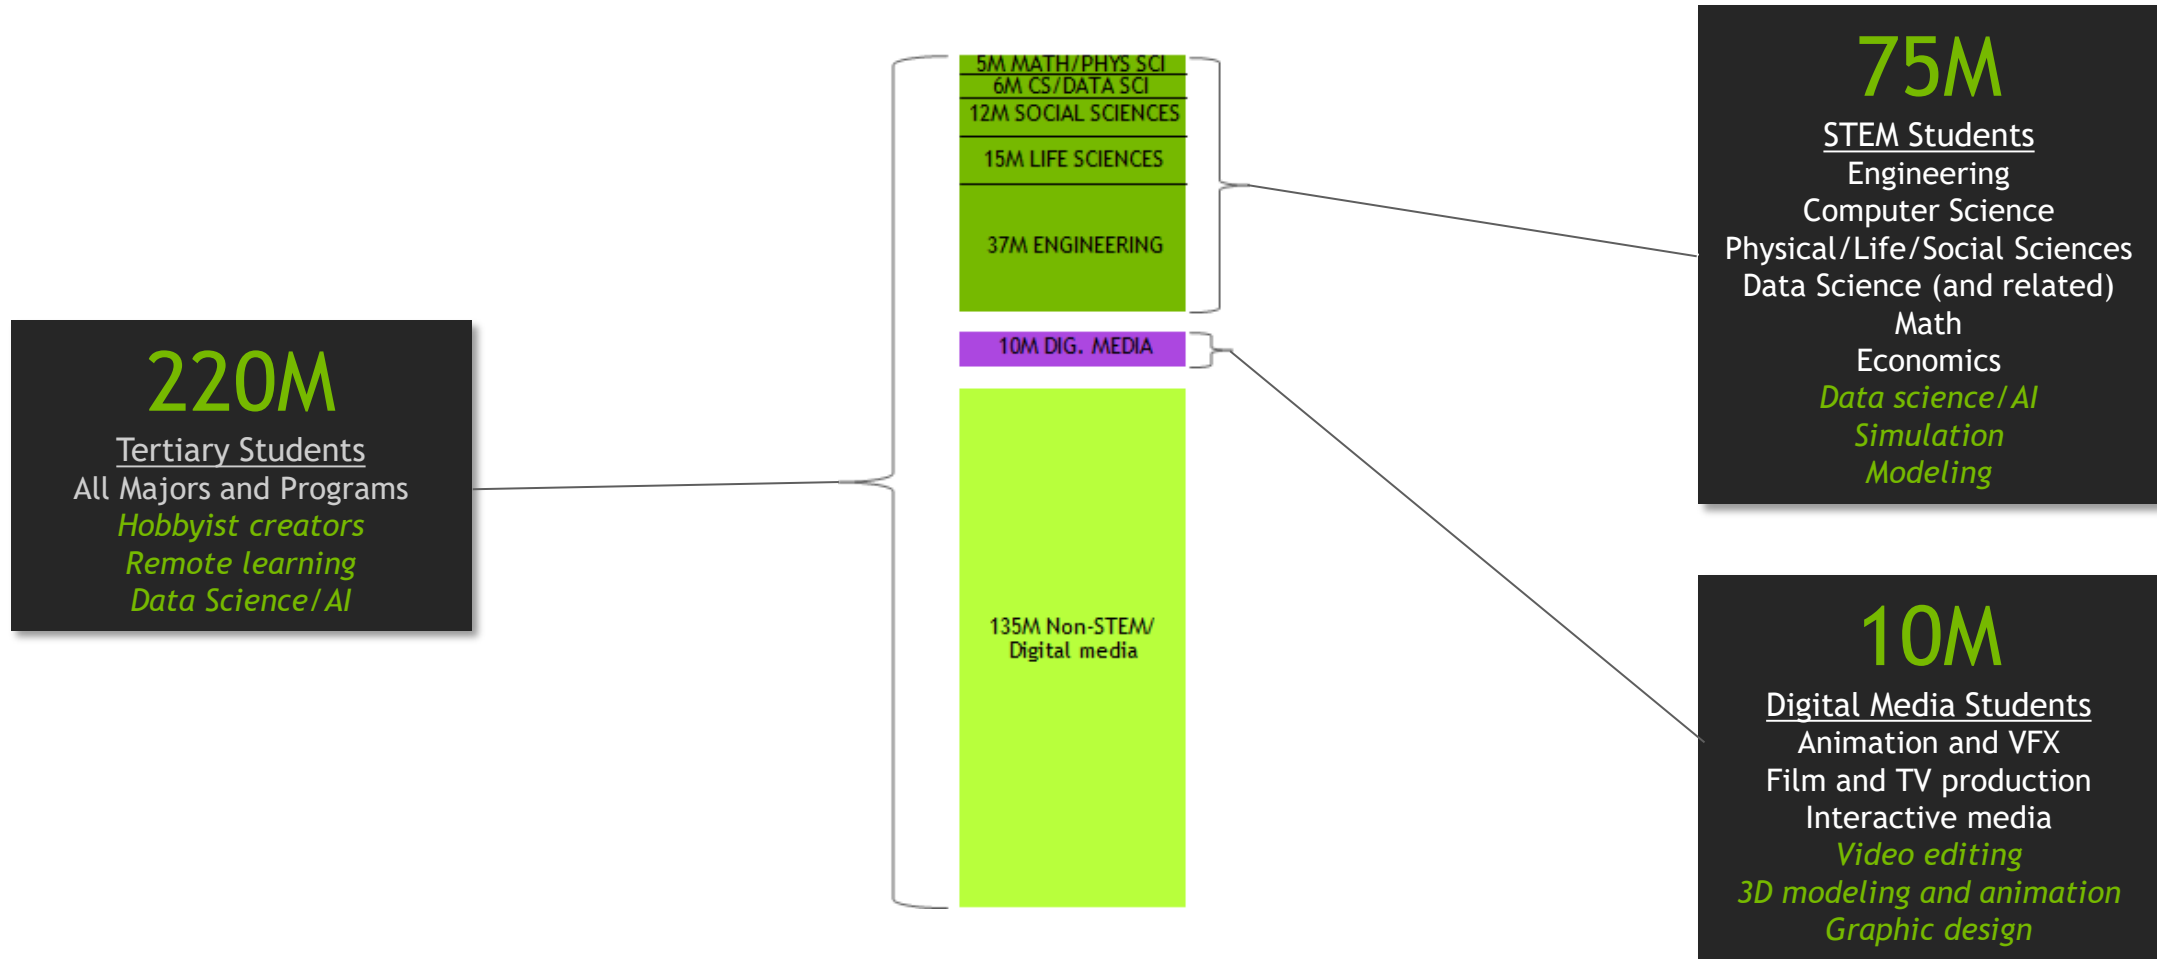 220M
Tertiary Students
All Majors and Programs
Hobbyist creators
Remote learning
Data Science/AI
5M MATH/PHYS SCI
6M CS/DATA SCI
12M SOCIAL SCIENCES
15M LIFE SCIENCES
37M ENGINEERING
10M DIG. MEDIA
135M Non-STEM/
Digital media
75M
STEM Students
Engineering
Computer Science
Physical/Life/Social Sciences
Data Science (and related)
Math
Economics
Data science/AI
Simulation
Modeling
10M
Digital Media Students
Animation and VFX
Film and TV production
Interactive media
Video editing
3D modeling and animation
Graphic design